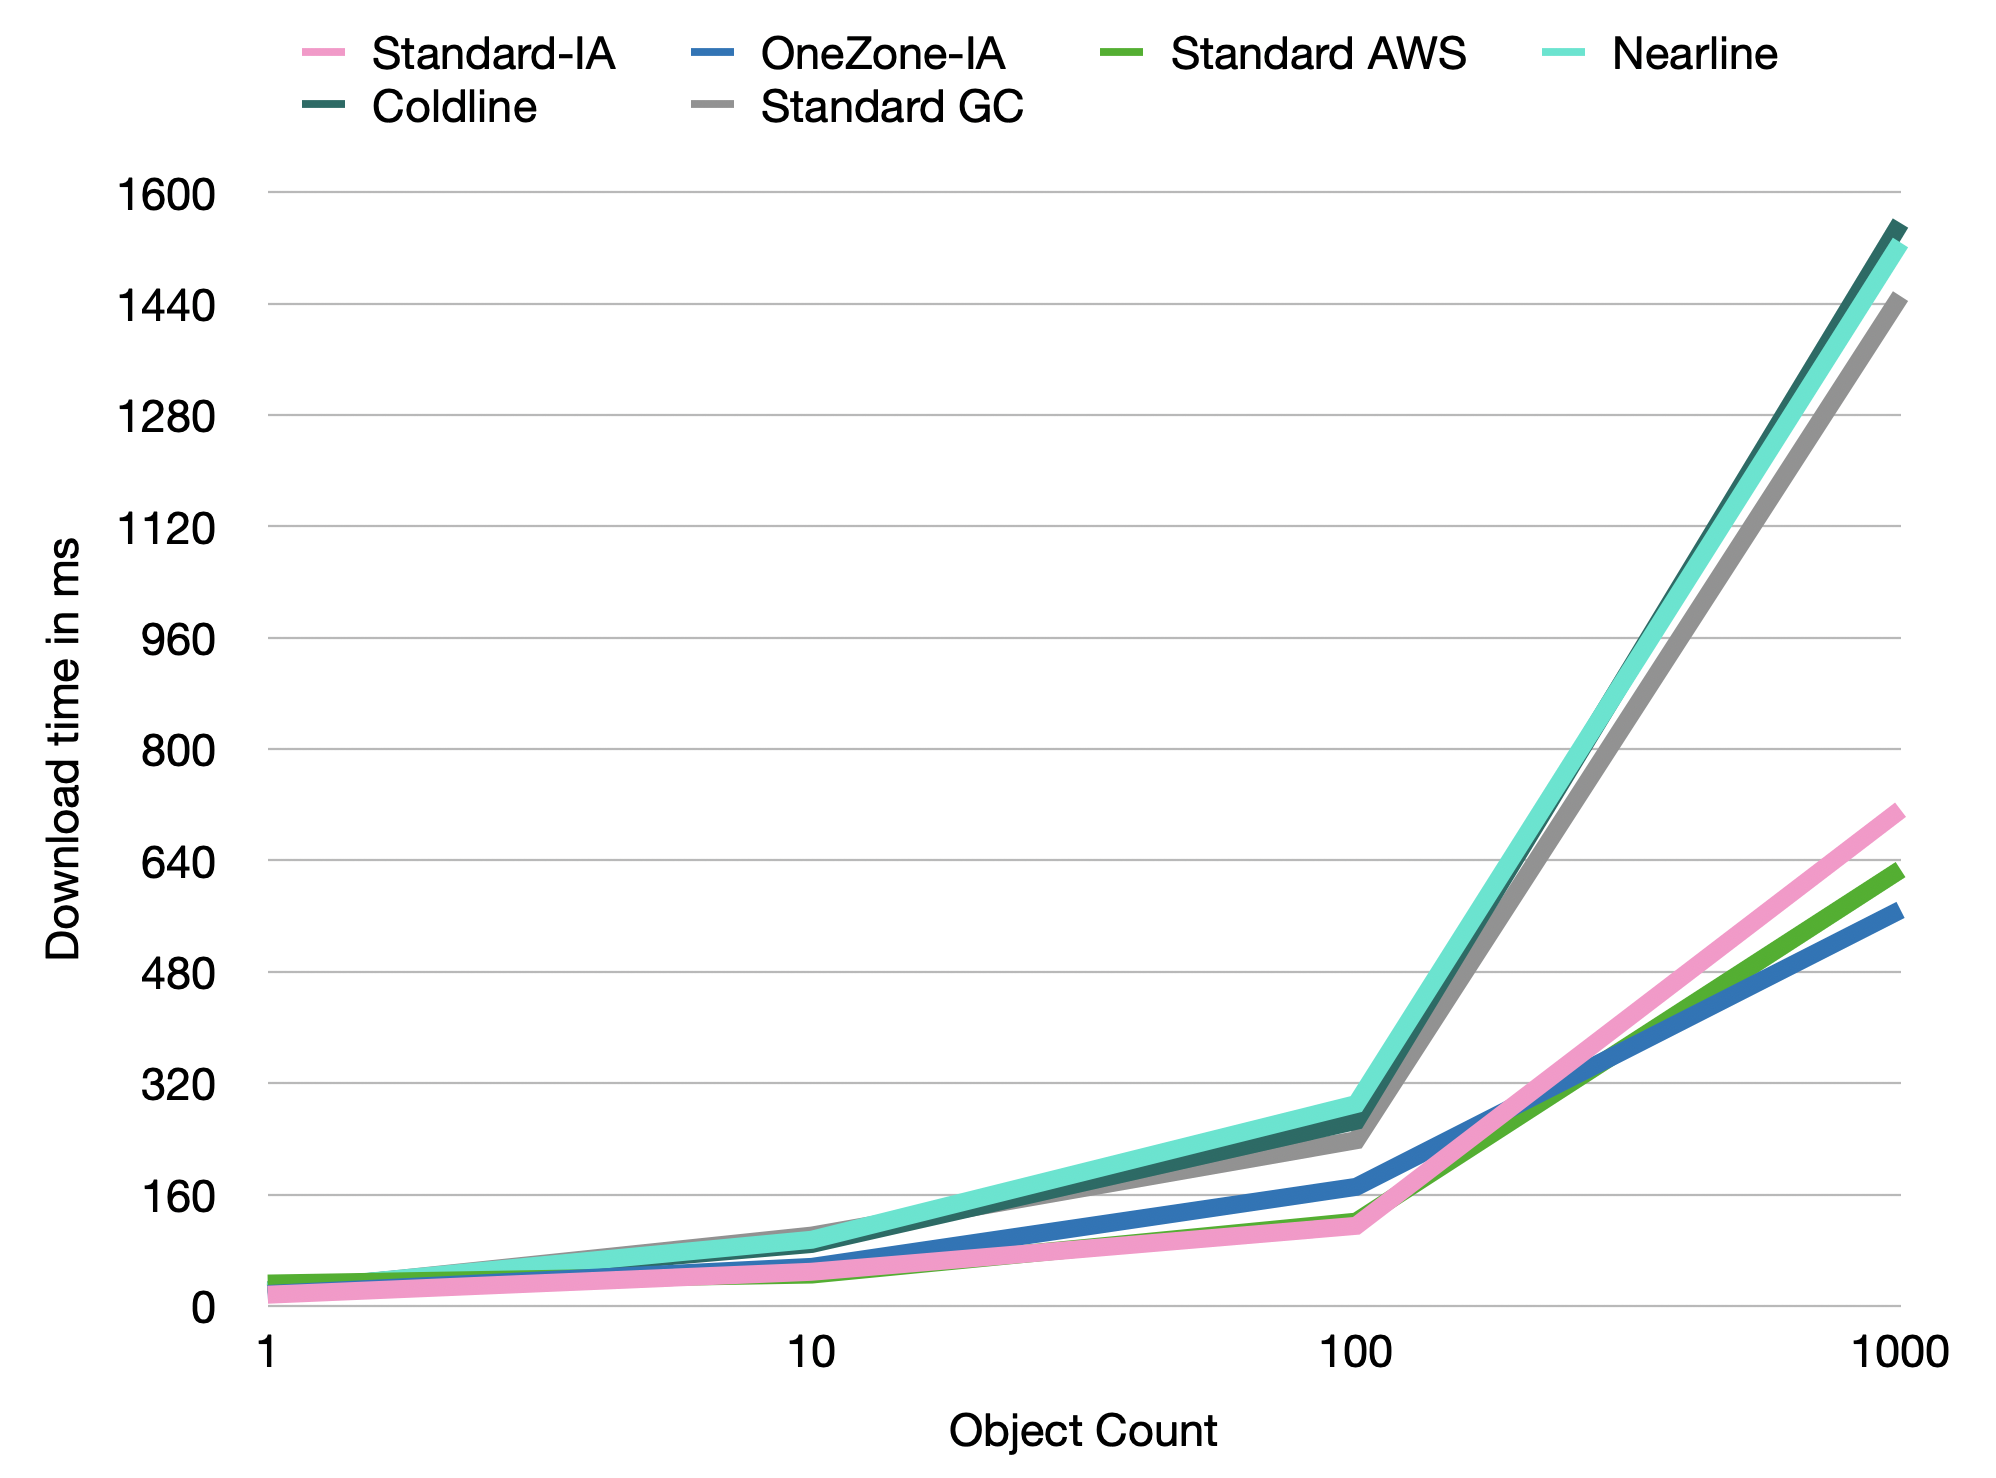 Standard-IA OneZone-IA Standard AWS Nearline
Coldline Standard GC
1600
1440
1280
1120
960
800
640
480
320
160
0
Download time in ms
1 10 100 1000
Object Count